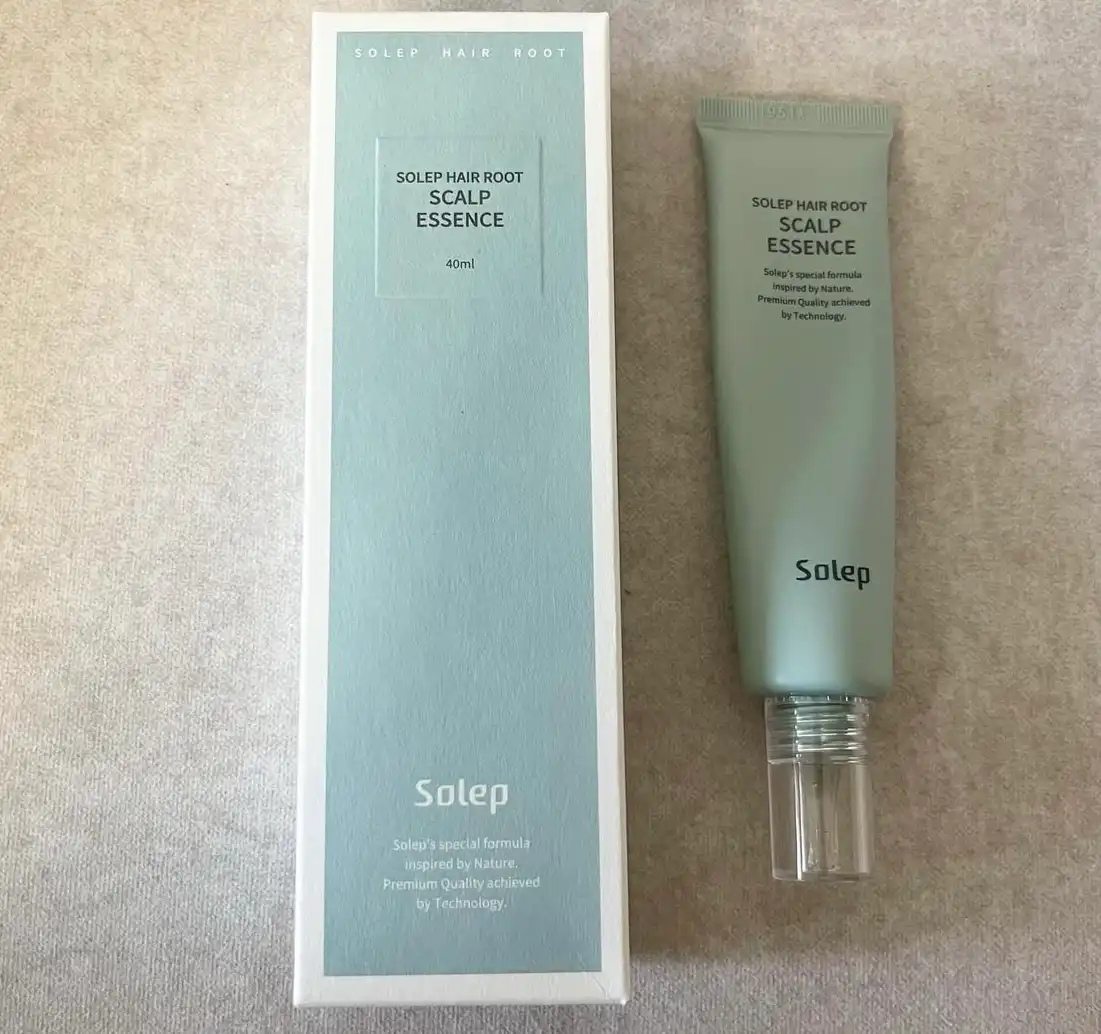 SOLEP HAIR ROOT
SOLEP HAIR ROOT
SCALP
ESSENCE
40ml
Solep
Solep's special formula
inspired by Nature.
Premium Quality achieved
by Technology.
SOLEP HAIR ROOT
SCALP
ESSENCE
Solep's special formula
inspired by Nature.
Premium Quality achieved
by Technology.
Solep